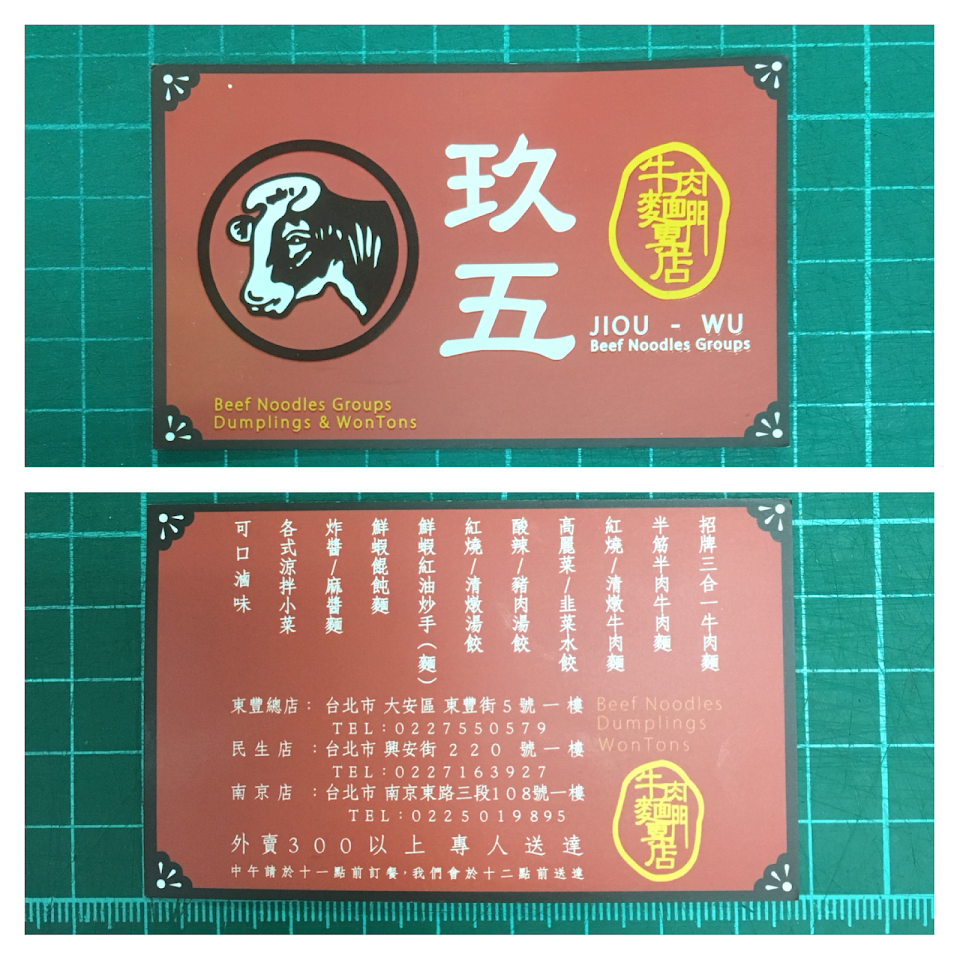 玖五
牛肉麵專門店
JIOU - WU
Beef Noodles Groups
Beef Noodles Groups
Dumplings & WonTons
招牌三合一牛肉麵
半筋半肉牛肉麵
紅燒/清燉牛肉麵
高麗菜/韭菜水餃
酸辣/豬肉湯餃
紅燒/清燉湯餃
鮮蝦紅油炒手(麵)
鮮蝦餛飩麵
炸醬/麻醬麵
各式涼拌小菜
可口滷味
東豐總店:台北市 大安區 東豐街5號 一樓
TEL:0227550579
民生店 :台北市 興安街 220 號 一樓
TEL:0227163927
南京店 :台北市 南京東路三段108號一樓
TEL:0225019895
外賣300以上 專人送達
中午請於十一點前訂餐,我們會於十二點前送達
Beef Noodles
Dumplings
WonTons
牛肉麵專門店